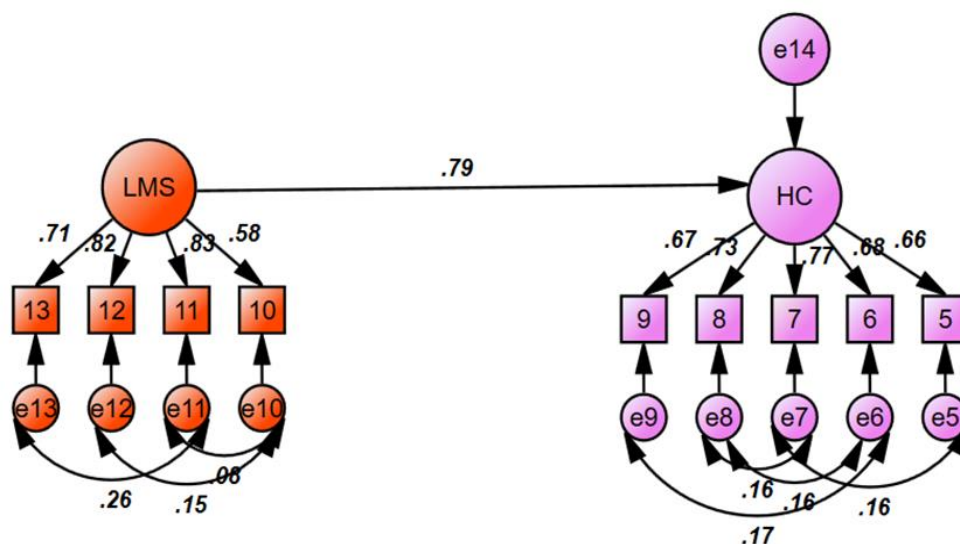 e14
LMS
.79
HC
.71
.82
.83
.58
.67
.73
.77
.68
.66
13
12
11
10
9
8
7
6
5
e13
e12
e11
e10
e9
e8
e7
e6
e5
.26
.15
.08
.16
.16
.16
.17